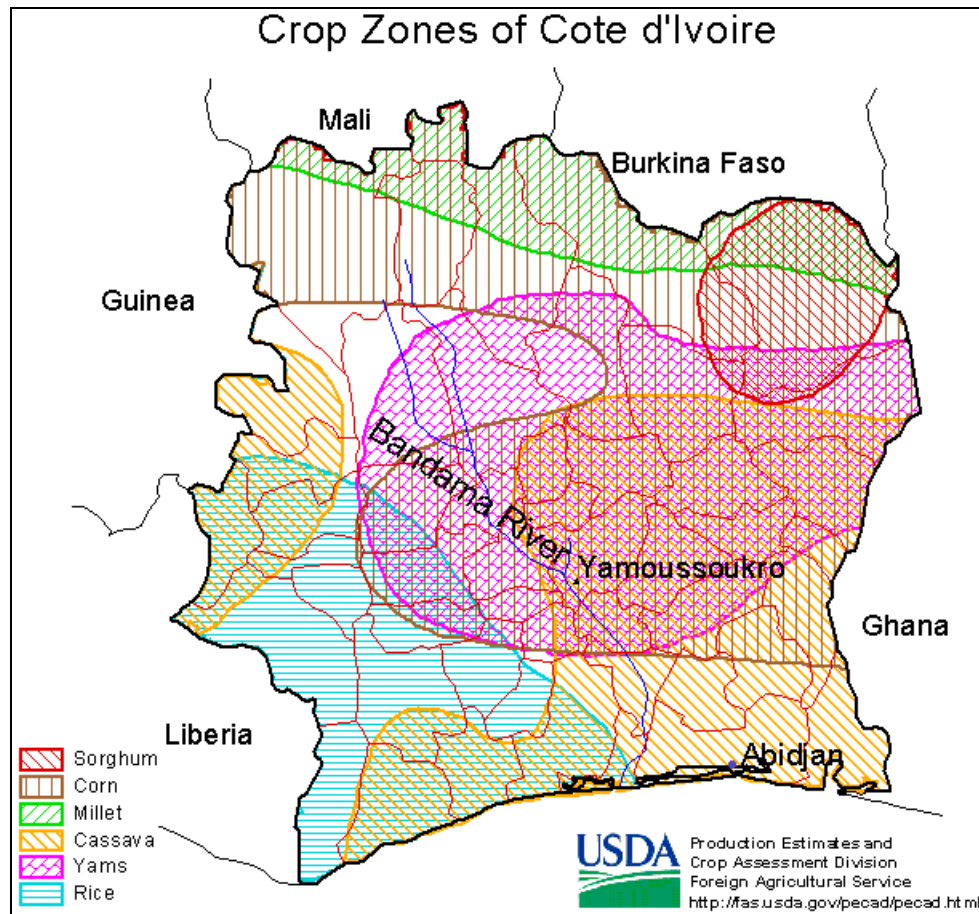 Crop Zones of Cote d'Ivoire
Mali
Burkina Faso
Guinea
Bandama River
Yamoussoukro
Ghana
Liberia
Abidjan
Sorghum
Corn
Millet
Cassava
Yams
Rice
USDA
Production Estimates and
Crop Assessment Division
Foreign Agricultural Service
http://fas.usda.gov/pecad/pecad.html